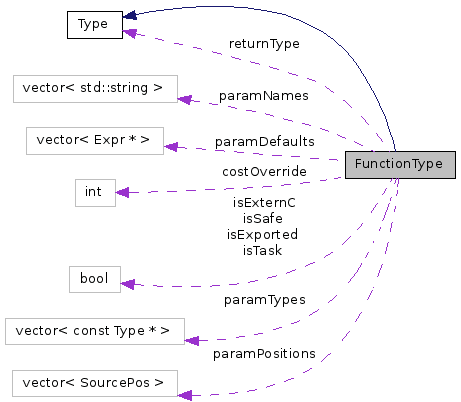 Type
returnType
vector< std::string >
paramNames
vector< Expr * >
paramDefaults
FunctionType
costOverride
int
isExternC
isSafe
isExported
isTask
bool
paramTypes
vector< const Type * >
paramPositions
vector< SourcePos >